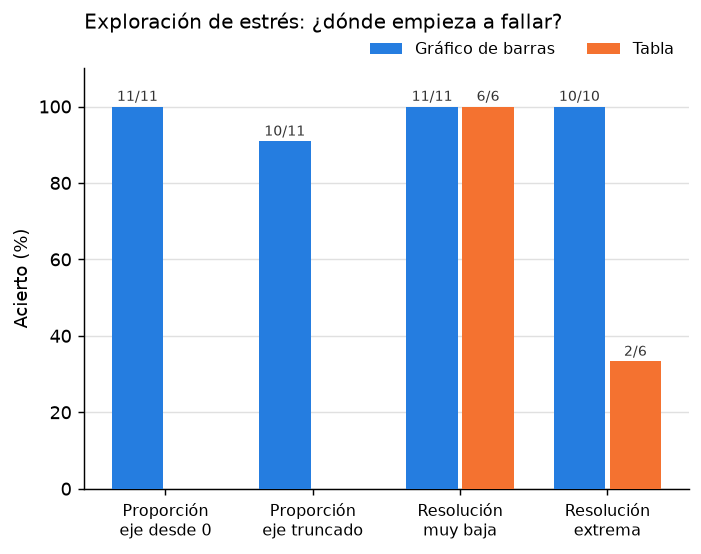 Exploración de estrés: ¿dónde empieza a fallar?
Gráfico de barras
Tabla
Acierto (%)
100
80
60
40
20
0
11/11
10/11
11/11
6/6
10/10
2/6
Proporción
eje desde 0
Proporción
eje truncado
Resolución
muy baja
Resolución
extrema